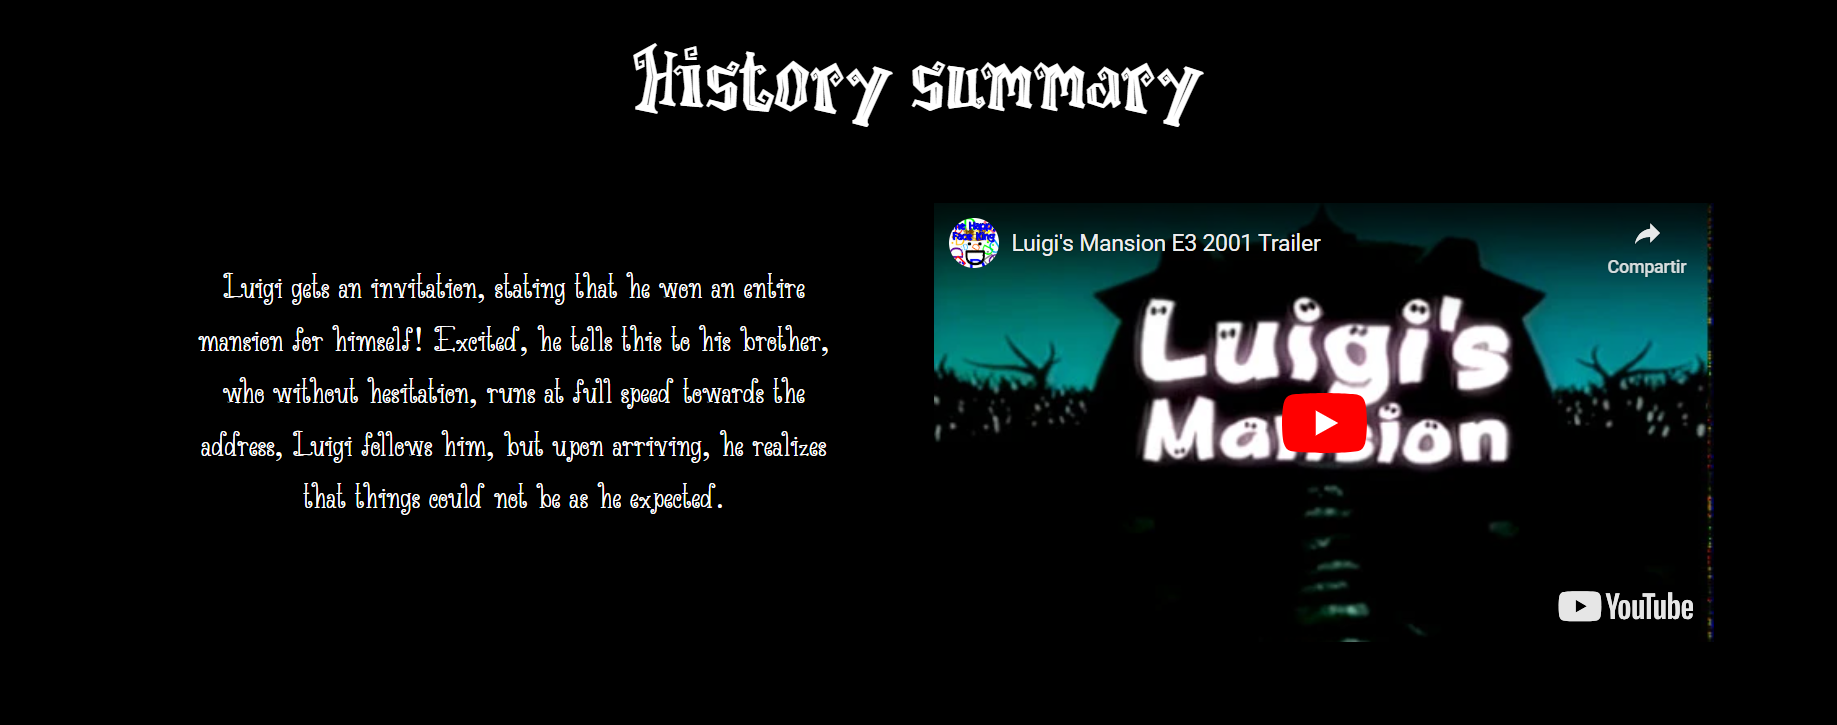 History summary
Luigi gets an invitation, stating that he won an entire
mansion for himself! Excited, he tells this to his brother,
who without hesitation, runs at full speed towards the
address, Luigi follows him, but upon arriving, he realizes
that things could not be as he expected.
Luigi's Mansion E3 2001 Trailer
Compartir
Luigi's
Mansion
YouTube